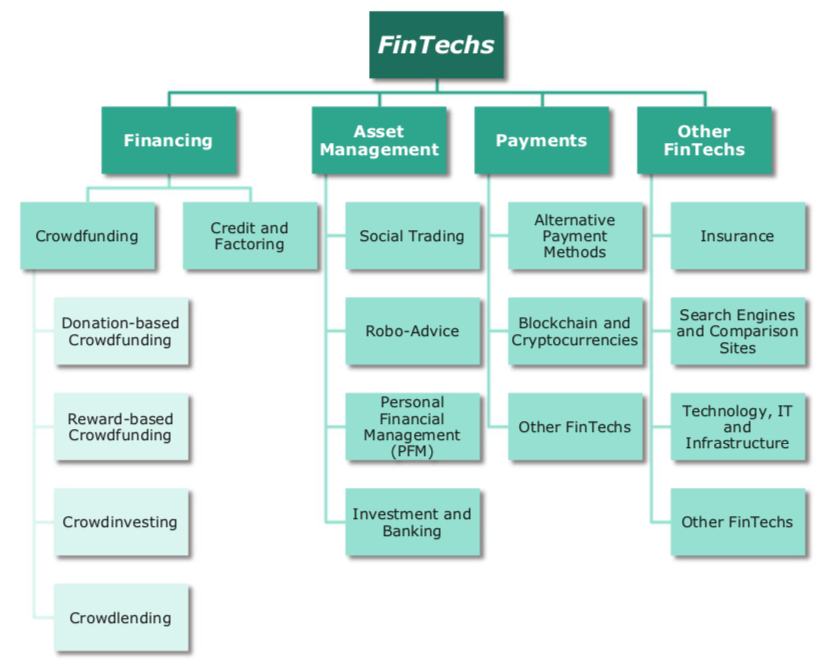 FinTechs
Financing
Asset
Management
Payments
Other
FinTechs
Crowdfunding
Credit and
Factoring
Social Trading
Alternative
Payment
Methods
Insurance
Donation-based
Crowdfunding
Robo-Advice
Blockchain and
Cryptocurrencies
Search Engines
and Comparison
Sites
Reward-based
Crowdfunding
Personal
Financial
Management
(PFM)
Other FinTechs
Technology, IT
and
Infrastructure
Crowdinvesting
Investment and
Banking
Other FinTechs
Crowdlending